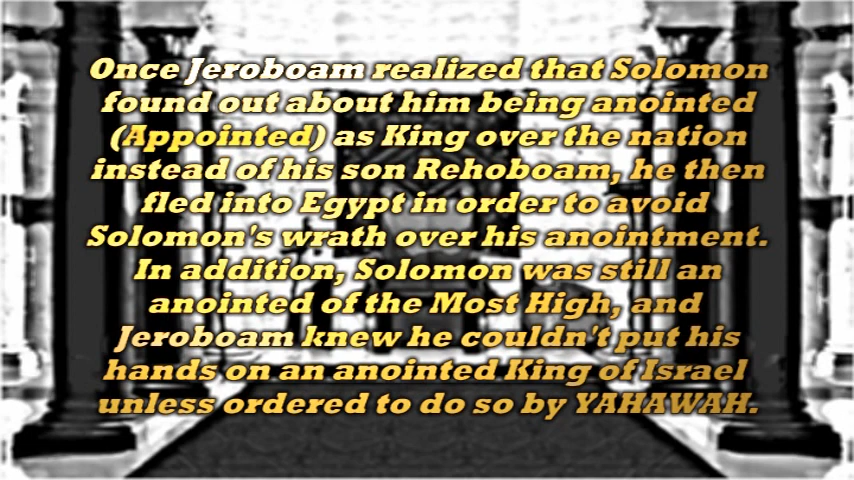 Once Jeroboam realized that Solomon
found out about him being anointed
(Appointed) as King over the nation
instead of his son Rehoboam, he then
fled into Egypt in order to avoid
Solomon's wrath over his anointment.
In addition, Solomon was still an
anointed of the Most High, and
Jeroboam knew he couldn't put his
hands on an anointed King of Israel
unless ordered to do so by YAHAWAH.